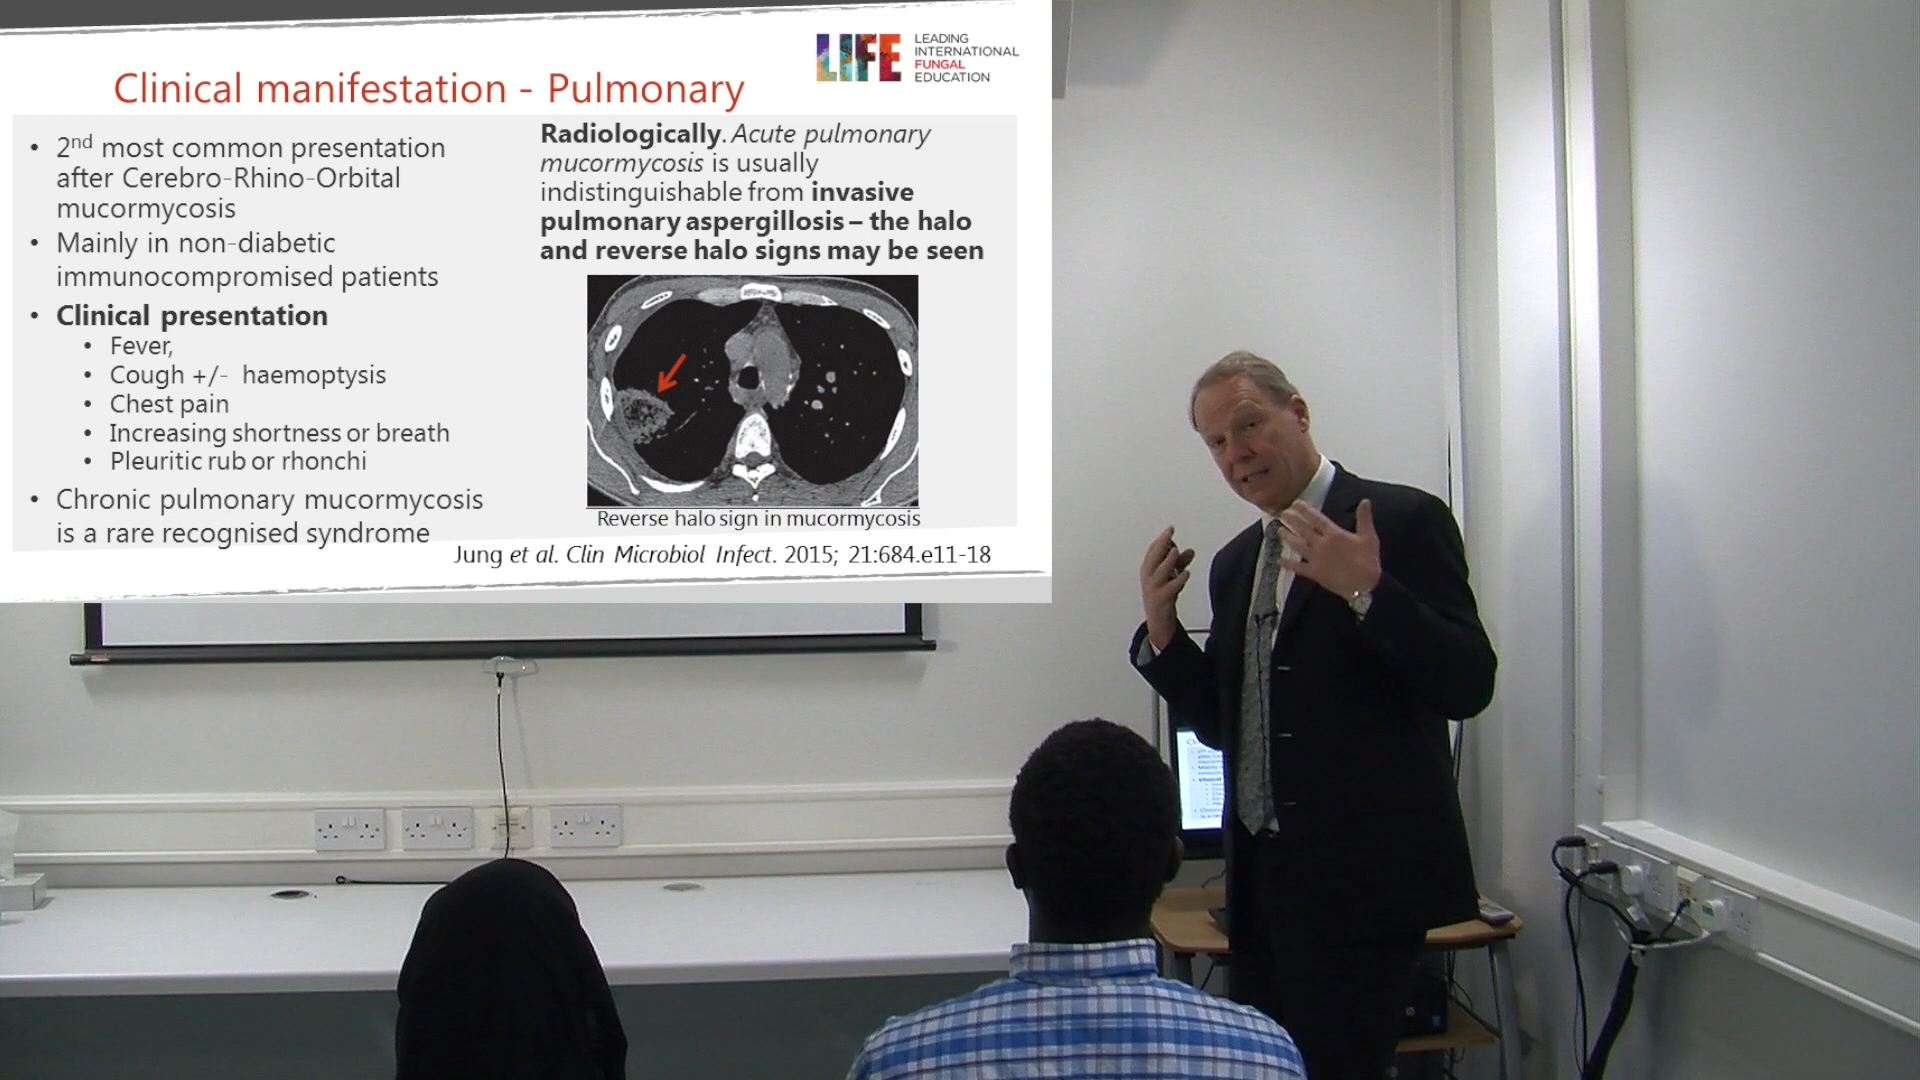 LIFE
LEADING
INTERNATIONAL
FUNGAL
EDUCATION
Clinical manifestation - Pulmonary
• 2nd most common presentation
after Cerebro-Rhino-Orbital
mucormycosis
• Mainly in non-diabetic
immunocompromised patients
• Clinical presentation
• Fever,
• Cough +/- haemoptysis
• Chest pain
• Increasing shortness or breath
• Pleuritic rub or rhonchi
• Chronic pulmonary mucormycosis
is a rare recognised syndrome
Radiologically. Acute pulmonary
mucormycosis is usually
indistinguishable from invasive
pulmonary aspergillosis – the halo
and reverse halo signs may be seen
Reverse halo sign in mucormycosis
Jung et al. Clin Microbiol Infect. 2015; 21:684.e11-18